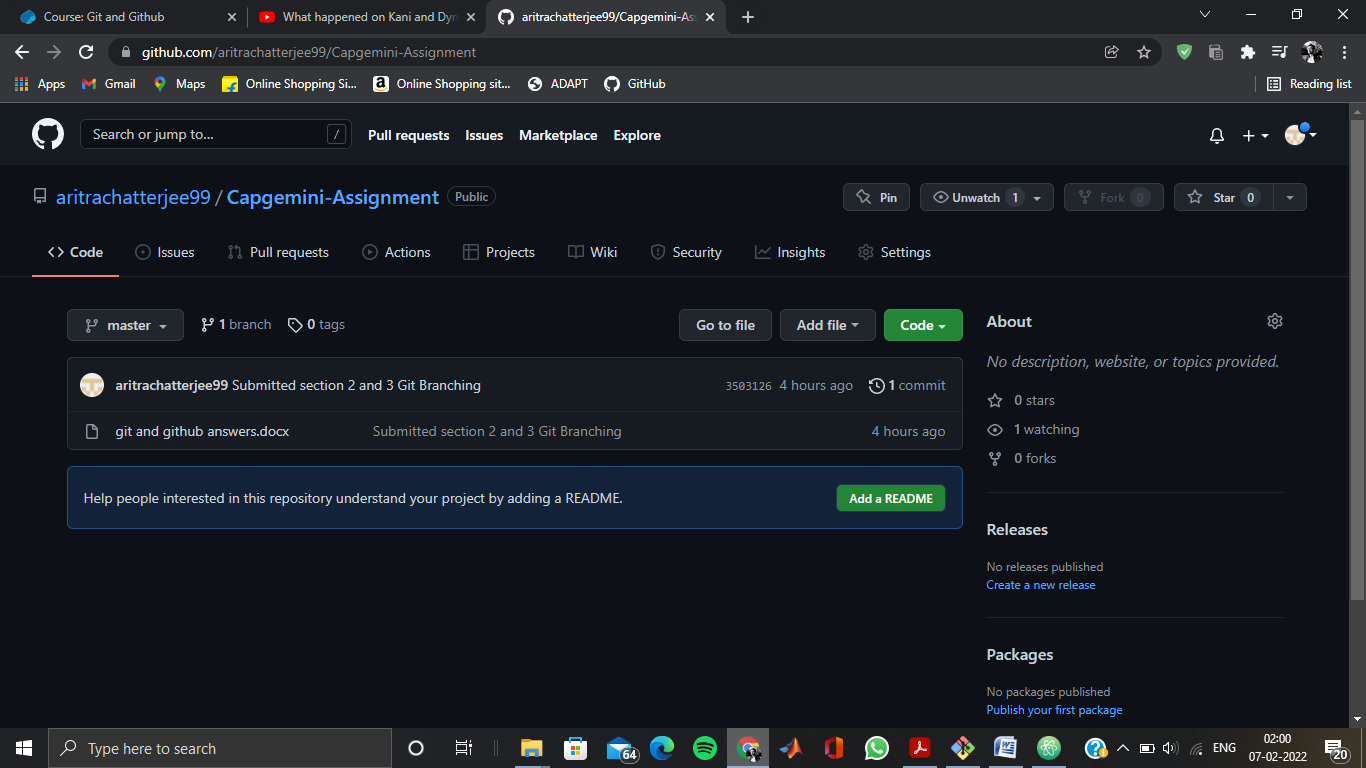 Course: Git and Github
What happened on Kani and Dyn
aritrachatterjee99/Capgemini-As
github.com/aritrachatterjee99/Capgemini-Assignment
Apps Gmail Maps Online Shopping Si... Online Shopping sit... ADAPT GitHub Reading list
Search or jump to... / Pull requests Issues Marketplace Explore
aritrachatterjee99 / Capgemini-Assignment Public Pin Unwatch 1 Fork 0 Star 0
Code Issues Pull requests Actions Projects Wiki Security Insights Settings
master 1 branch 0 tags Go to file Add file Code
aritrachatterjee99 Submitted section 2 and 3 Git Branching 3503126 4 hours ago 1 commit
git and github answers.docx Submitted section 2 and 3 Git Branching 4 hours ago
Help people interested in this repository understand your project by adding a README. Add a README
About
No description, website, or topics provided.
0 stars
1 watching
0 forks
Releases
No releases published
Create a new release
Packages
No packages published
Publish your first package
Type here to search
64
ENG
02:00
07-02-2022
20